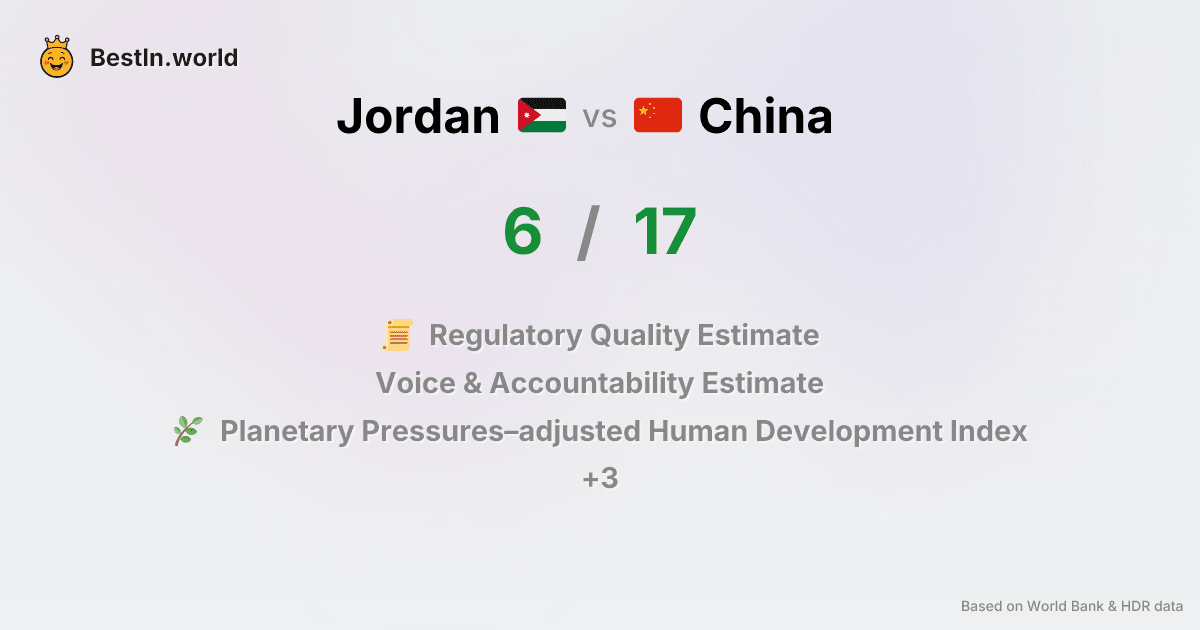 BestIn.world
Jordan vs China
6 / 17
Regulatory Quality Estimate
Voice & Accountability Estimate
Planetary Pressures–adjusted Human Development Index
+3
Based on World Bank & HDR data